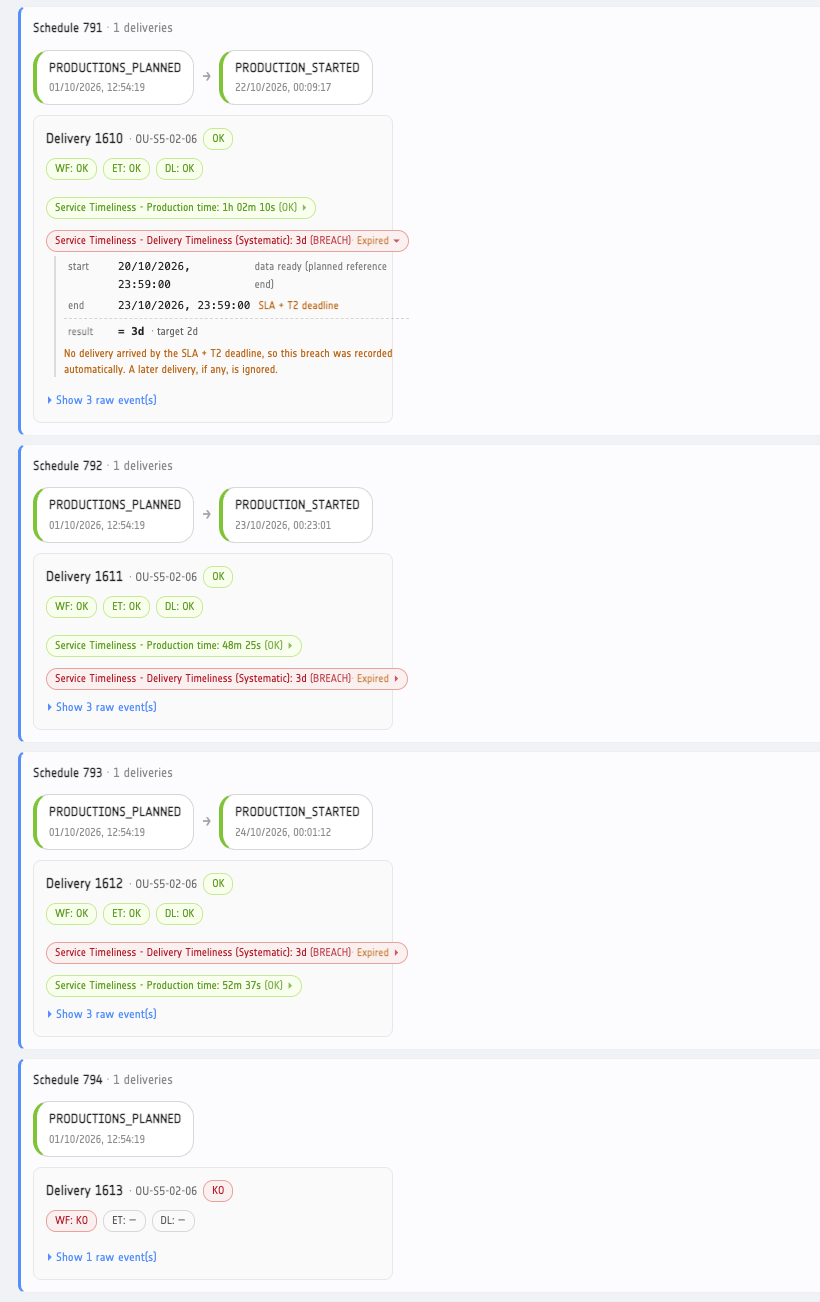 Schedule 791 · 1 deliveries
PRODUCTIONS_PLANNED → PRODUCTION_STARTED
01/10/2026, 12:54:19 22/10/2026, 00:09:17
Delivery 1610 · OU-S5-02-06 OK
WF: OK ET: OK DL: OK
Service Timeliness - Production time: 1h 02m 10s (OK)
Service Timeliness - Delivery Timeliness (Systematic): 3d (BREACH) · Expired
start 20/10/2026, data ready (planned reference
23:59:00 end)
end 23/10/2026, 23:59:00 SLA + T2 deadline
result = 3d · target 2d
No delivery arrived by the SLA + T2 deadline, so this breach was recorded
automatically. A later delivery, if any, is ignored.
Show 3 raw event(s)
Schedule 792 · 1 deliveries
PRODUCTIONS_PLANNED → PRODUCTION_STARTED
01/10/2026, 12:54:19 23/10/2026, 00:23:01
Delivery 1611 · OU-S5-02-06 OK
WF: OK ET: OK DL: OK
Service Timeliness - Production time: 48m 25s (OK)
Service Timeliness - Delivery Timeliness (Systematic): 3d (BREACH) · Expired
Show 3 raw event(s)
Schedule 793 · 1 deliveries
PRODUCTIONS_PLANNED → PRODUCTION_STARTED
01/10/2026, 12:54:19 24/10/2026, 00:01:12
Delivery 1612 · OU-S5-02-06 OK
WF: OK ET: OK DL: OK
Service Timeliness - Delivery Timeliness (Systematic): 3d (BREACH) · Expired
Service Timeliness - Production time: 52m 37s (OK)
Show 3 raw event(s)
Schedule 794 · 1 deliveries
PRODUCTIONS_PLANNED
01/10/2026, 12:54:19
Delivery 1613 · OU-S5-02-06 KO
WF: KO ET: — DL: —
Show 1 raw event(s)